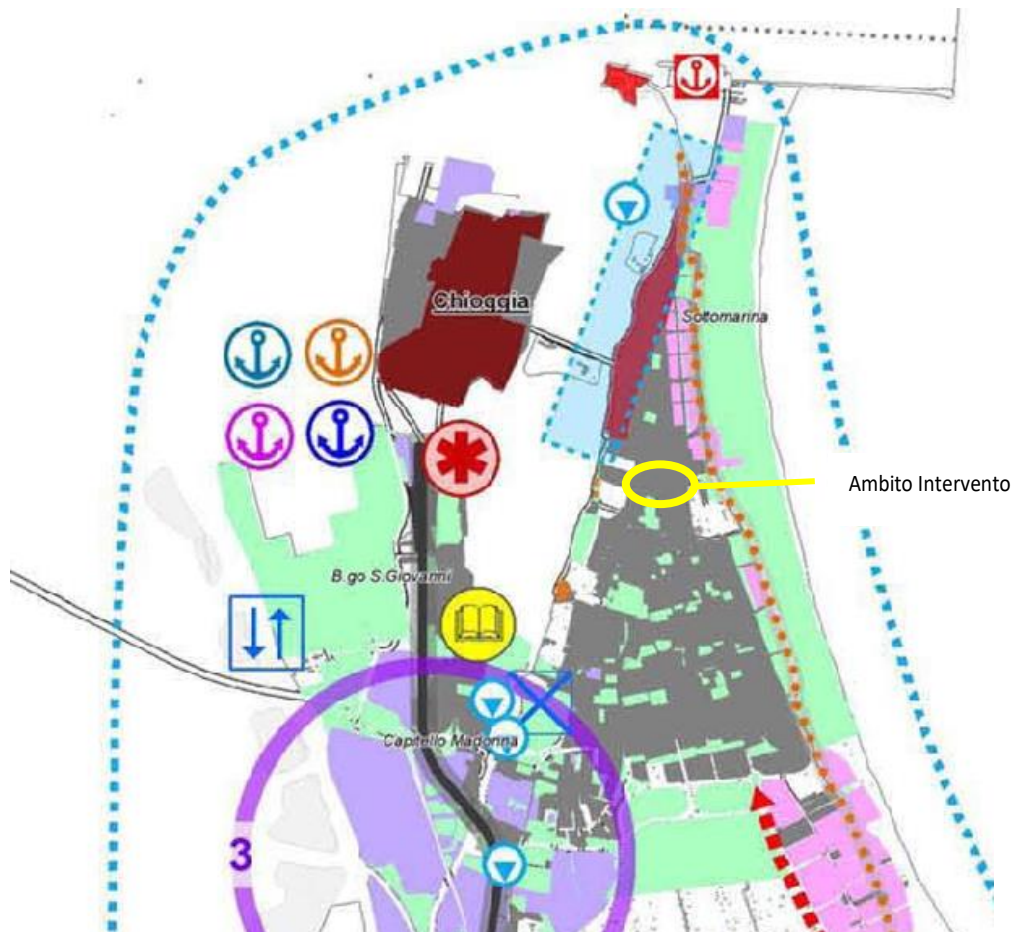 Chioggia
Sottomarina
Ambito Intervento
B.go S.Giovanni
Capitello Madonna
3